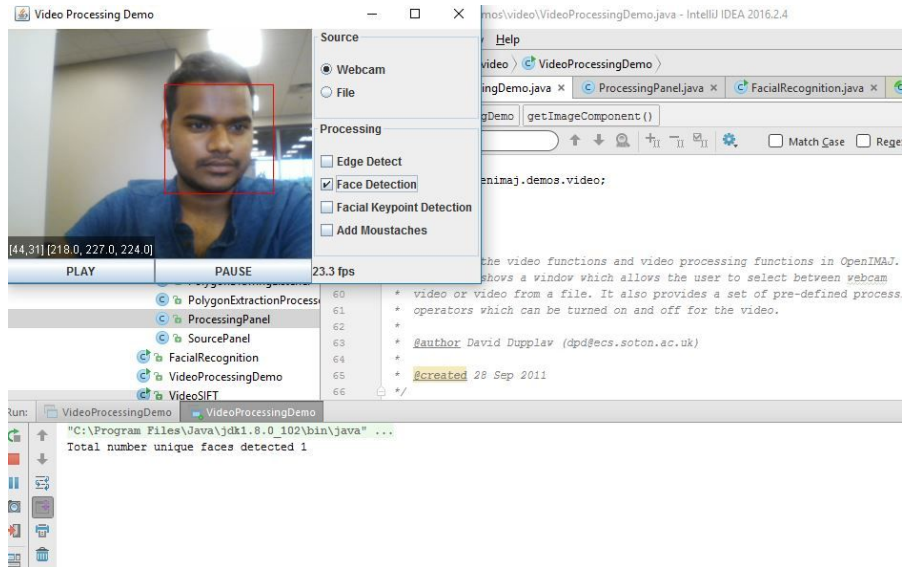 Video Processing Demo
mos\video\VideoProcessingDemo.java - IntelliJ IDEA 2016.2.4
Source
Webcam
File
Processing
Edge Detect
Face Detection
Facial Keypoint Detection
Add Moustaches
[44,31] [218.0, 227.0, 224.0]
PLAY
PAUSE
23.3 fps
Help
video
VideoProcessingDemo
ingDemo.java
ProcessingPanel.java
FacialRecognition.java
gDemo
getImageComponent()
Match Case
Rege
enimaj.demos.video;
the video functions and video processing functions in OpenIMAJ.
shows a window which allows the user to select between webcam
60 * video or video from a file. It also provides a set of pre-defined process
61 * operators which can be turned on and off for the video.
62 *
63 * @author David Dupplaw (dpd@ecs.soton.ac.uk)
64 *
65 * @created 28 Sep 2011
66 */
PolygonExtractionProcesso
ProcessingPanel
SourcePanel
FacialRecognition
VideoProcessingDemo
VideoSIFT
Run:
VideoProcessingDemo
VideoProcessingDemo
"C:\Program Files\Java\jdk1.8.0_102\bin\java" ...
Total number unique faces detected 1